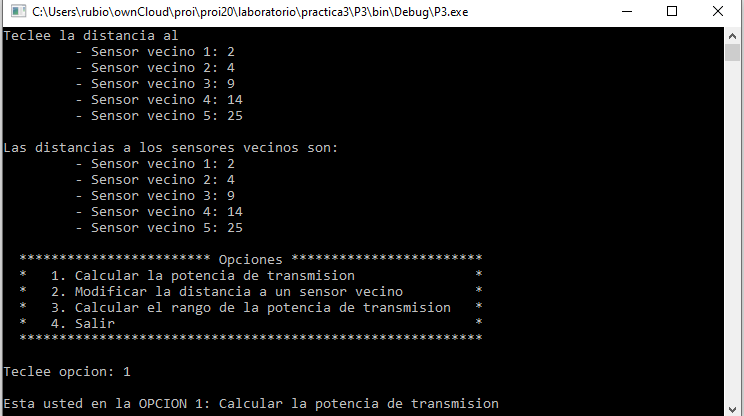 C:\Users\rubio\ownCloud\proi\proi20\laboratorio\practica3\P3\bin\Debug\P3.exe
Teclee la distancia al
- Sensor vecino 1: 2
- Sensor vecino 2: 4
- Sensor vecino 3: 9
- Sensor vecino 4: 14
- Sensor vecino 5: 25
Las distancias a los sensores vecinos son:
- Sensor vecino 1: 2
- Sensor vecino 2: 4
- Sensor vecino 3: 9
- Sensor vecino 4: 14
- Sensor vecino 5: 25
************************ Opciones ************************
* 1. Calcular la potencia de transmision *
* 2. Modificar la distancia a un sensor vecino *
* 3. Calcular el rango de la potencia de transmision *
* 4. Salir *
**********************************************************
Teclee opcion: 1
Esta usted en la OPCION 1: Calcular la potencia de transmision